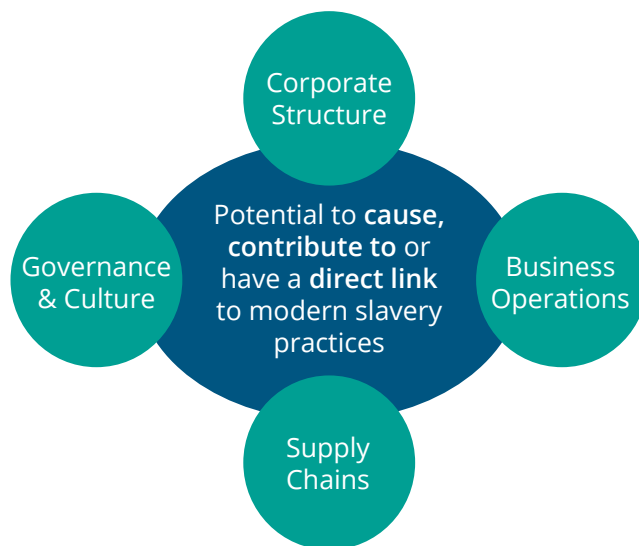 Corporate
Structure
Governance
& Culture
Potential to cause,
contribute to or
have a direct link
to modern slavery
practices
Business
Operations
Supply
Chains